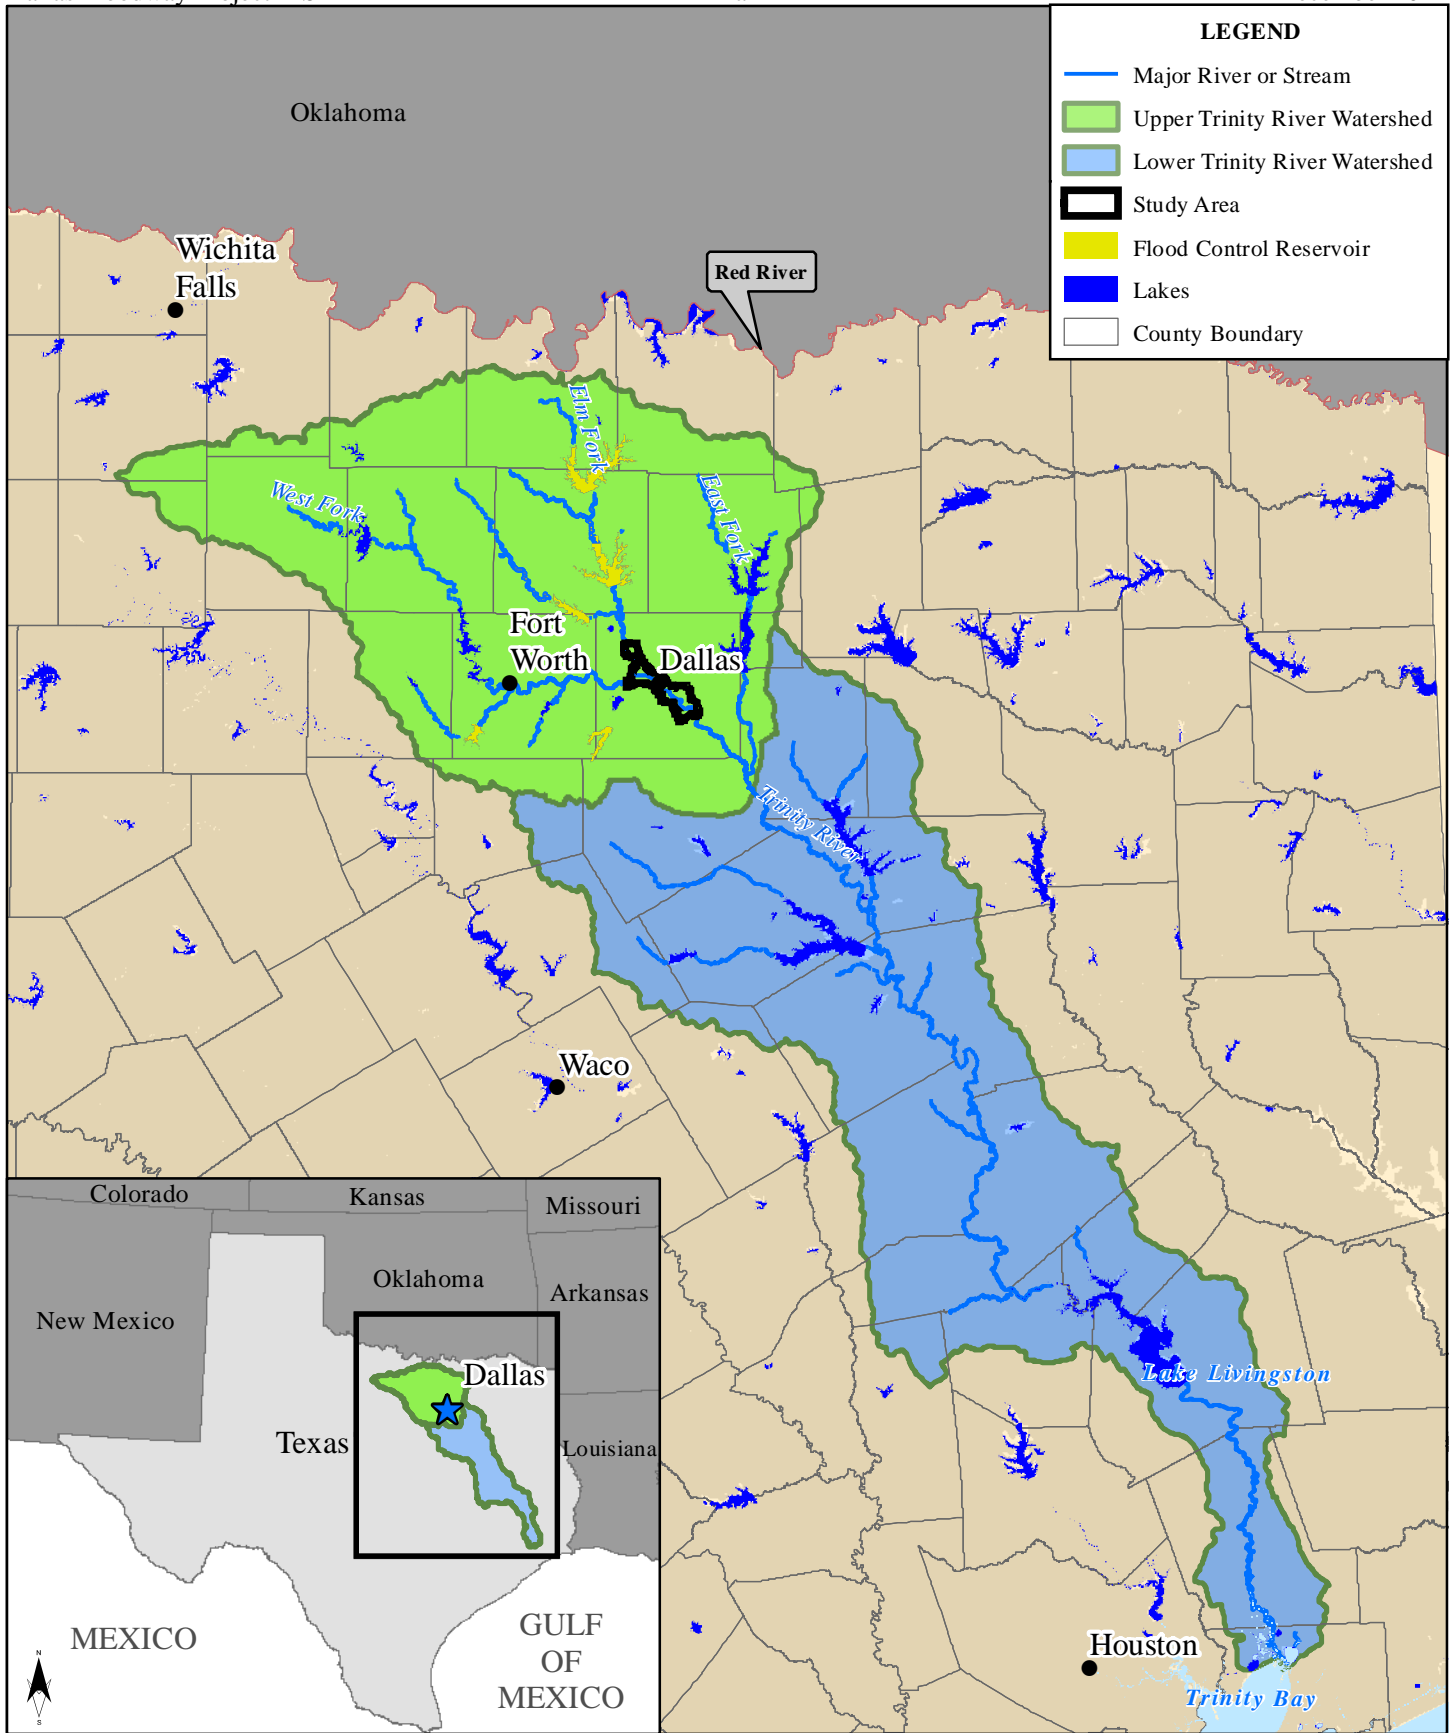 LEGEND
Major River or Stream
Upper Trinity River Watershed
Lower Trinity River Watershed
Study Area
Flood Control Reservoir
Lakes
County Boundary
Oklahoma
Wichita
Falls
Red River
Elm Fork
West Fork
East Fork
Fort
Worth
Dallas
Trinity River
Waco
Lake Livingston
Houston
Trinity Bay
Colorado
Kansas
Missouri
Oklahoma
Arkansas
New Mexico
Dallas
Texas
Louisiana
MEXICO
GULF
OF
MEXICO
N
S